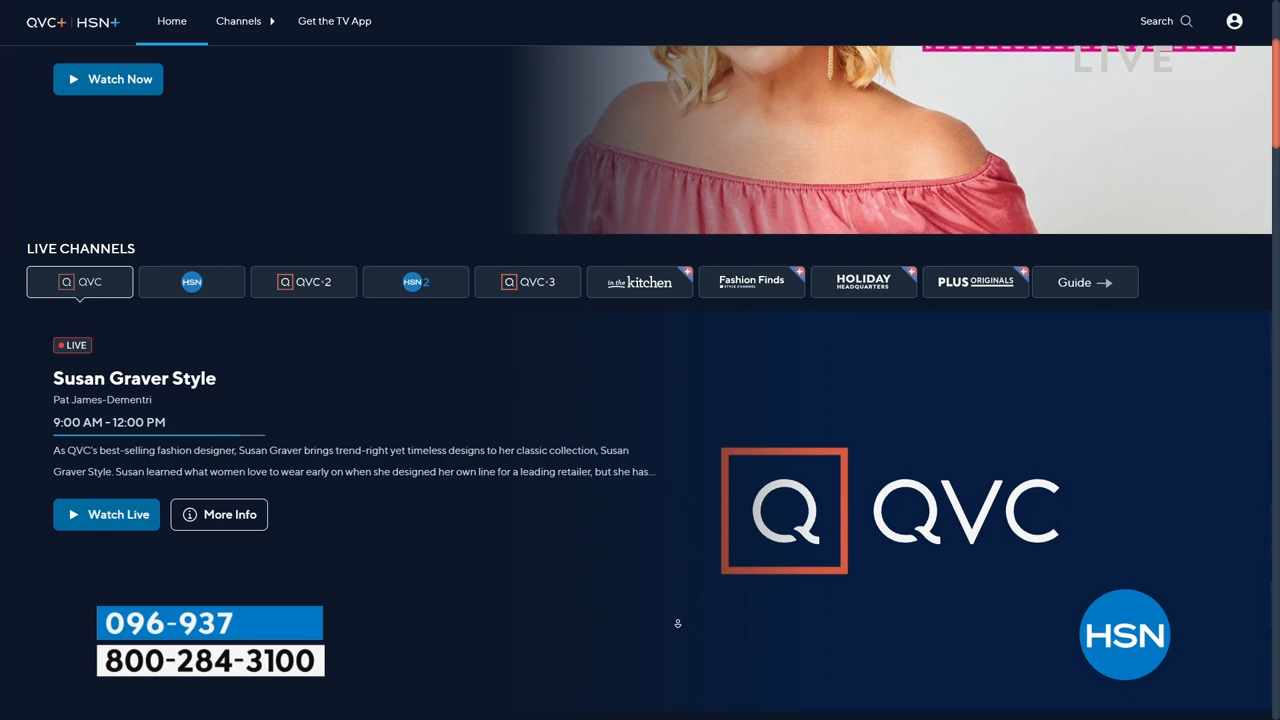 QVC+ | HSN+
Home
Channels
Get the TV App
Search
LIVE
Watch Now
LIVE CHANNELS
Q QVC
HSN
Q QVC•2
HSN 2
Q QVC•3
in the kitchen
Fashion Finds
STYLE CHANNEL
HOLIDAY
HEADQUARTERS
PLUS ORIGINALS
Guide
LIVE
Susan Graver Style
Pat James-Dementri
9:00 AM - 12:00 PM
As QVC's best-selling fashion designer, Susan Graver brings trend-right yet timeless designs to her classic collection, Susan
Graver Style. Susan learned what women love to wear early on when she designed her own line for a leading retailer, but she has...
Watch Live
More Info
Q QVC
096-937
800-284-3100
HSN